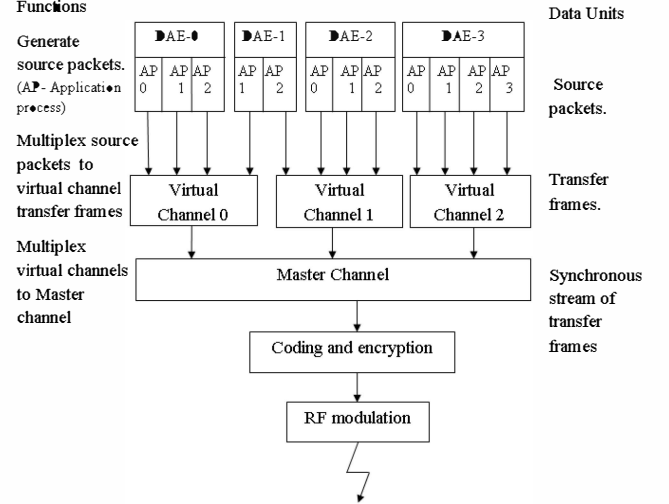 Functions
Data Units
DAE-0 DAE-1 DAE-2 DAE-3
Generate
source packets.
(AP- Application
process)
AP AP AP AP AP AP AP AP AP AP AP AP
0 1 2 1 2 0 1 2 0 1 2 3
Source
packets.
Multiplex source
packets to
virtual channel
transfer frames
Virtual
Channel 0
Virtual
Channel 1
Virtual
Channel 2
Transfer
frames.
Multiplex
virtual channels
to Master
channel
Master Channel
Synchronous
stream of
transfer
frames
Coding and encryption
RF modulation